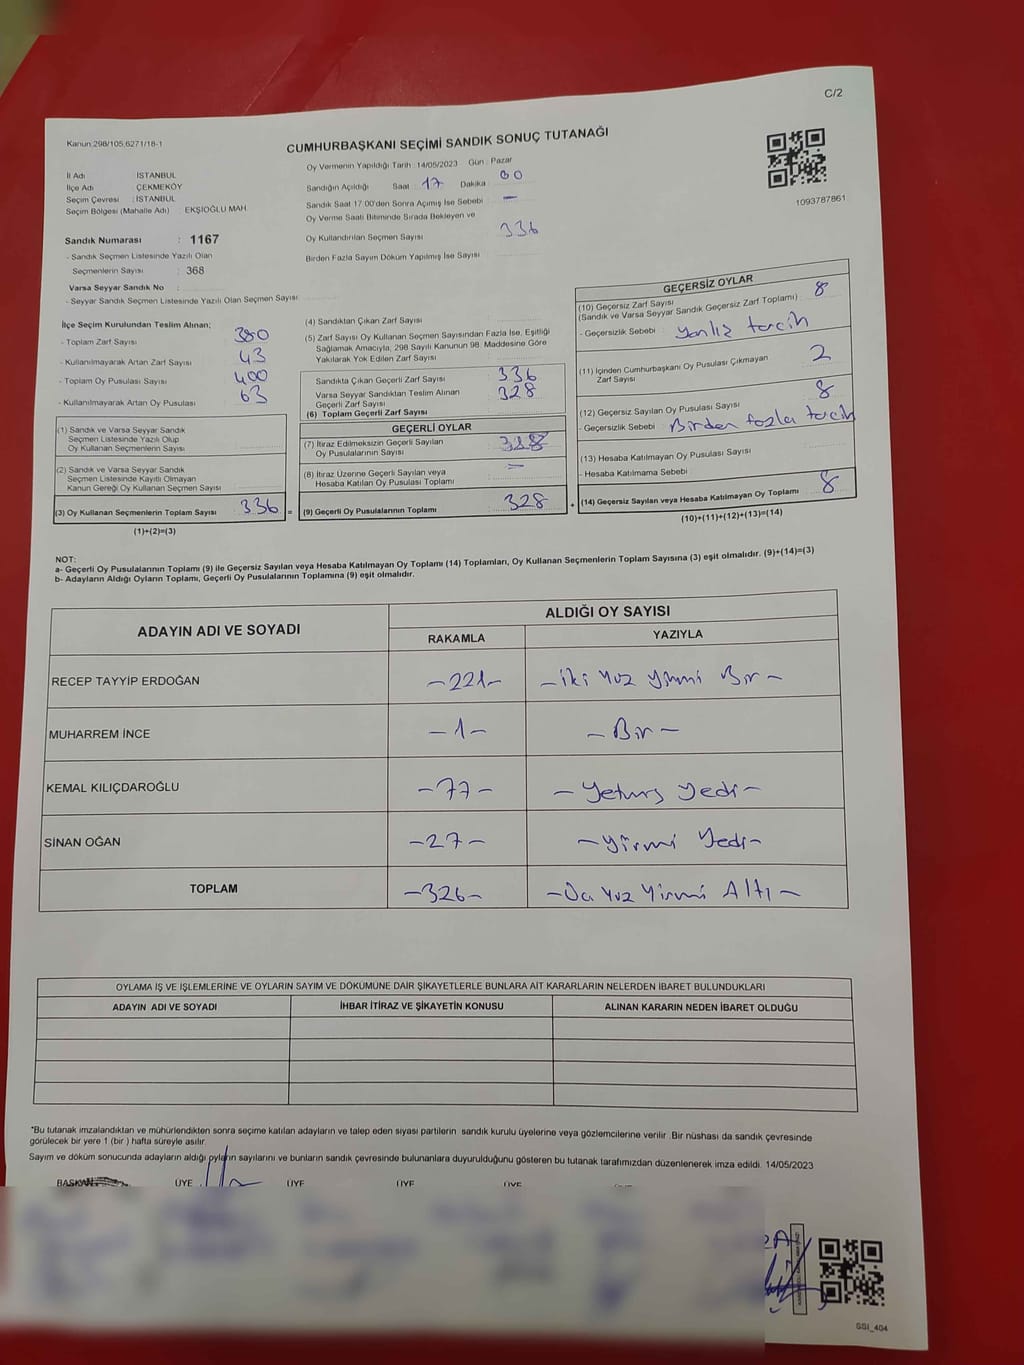 C/2
Kanun:298/105,6271/18-1
CUMHURBAŞKANI SEÇİMİ SANDIK SONUÇ TUTANAĞI
1093787861
İl Adı : İSTANBUL
İlçe Adı : ÇEKMEKÖY
Seçim Çevresi : İSTANBUL
Seçim Bölgesi (Mahalle Adı) : EKŞİOĞLU MAH.
Sandık Numarası : 1167
- Sandık Seçmen Listesinde Yazılı Olan
Seçmenlerin Sayısı : 368
Varsa Seyyar Sandık No :
- Seyyar Sandık Seçmen Listesinde Yazılı Olan Seçmen Sayısı
Oy Vermenin Yapıldığı Tarih : 14/05/2023 Gün : Pazar
Sandığın Açıldığı Saat : 17 Dakika : 00
Sandık Saat 17:00'den Sonra Açımış İse Sebebi : -
Oy Verme Saati Bitiminde Sırada Bekleyen ve
Oy Kullandırılan Seçmen Sayısı 336
Birden Fazla Sayım Döküm Yapılmış İse Sayısı
İlçe Seçim Kurulundan Teslim Alınan;
- Toplam Zarf Sayısı : 380
- Kullanılmayarak Artan Zarf Sayısı : 43
- Toplam Oy Pusulası Sayısı : 400
- Kullanılmayarak Artan Oy Pusulası : 63
(1) Sandık ve Varsa Seyyar Sandık
Seçmen Listesinde Yazılı Olup
Oy Kullanan Seçmenlerin Sayısı
(2) Sandık ve Varsa Seyyar Sandık
Seçmen Listesinde Kayıtlı Olmayan
Kanun Gereği Oy Kullanan Seçmen Sayısı
(3) Oy Kullanan Seçmenlerin Toplam Sayısı 336 =
(1)+(2)=(3)
(4) Sandıktan Çıkan Zarf Sayısı
(5) Zarf Sayısı Oy Kullanan Seçmen Sayısından Fazla İse, Eşitliği
Sağlamak Amacıyla, 298 Sayılı Kanunun 98. Maddesine Göre
Yakılarak Yok Edilen Zarf Sayısı
Sandıkta Çıkan Geçerli Zarf Sayısı 336
Varsa Seyyar Sandıktan Teslim Alınan
Geçerli Zarf Sayısı 328
(6) Toplam Geçerli Zarf Sayısı
GEÇERLİ OYLAR
(7) İtiraz Edilmeksizin Geçerli Sayılan
Oy Pusulalarının Sayısı 328
(8) İtiraz Üzerine Geçerli Sayılan veya
Hesaba Katılan Oy Pusulası Toplamı -
(9) Geçerli Oy Pusulalarının Toplamı 328 +
GEÇERSİZ OYLAR
(10) Geçersiz Zarf Sayısı
(Sandık ve Varsa Seyyar Sandık Geçersiz Zarf Toplamı) 8
- Geçersizlik Sebebi : Yanlız tercih
(11) İçinden Cumhurbaşkanı Oy Pusulası Çıkmayan
Zarf Sayısı 2
(12) Geçersiz Sayılan Oy Pusulası Sayısı 8
- Geçersizlik Sebebi : Birden fazla tercih
(13) Hesaba Katılmayan Oy Pusulası Sayısı
- Hesaba Katılmama Sebebi
(14) Geçersiz Sayılan veya Hesaba Katılmayan Oy Toplamı 8
(10)+(11)+(12)+(13)=(14)
NOT:
a- Geçerli Oy Pusulalarının Toplamı (9) ile Geçersiz Sayılan veya Hesaba Katılmayan Oy Toplamı (14) Toplamları, Oy Kullanan Seçmenlerin Toplam Sayısına (3) eşit olmalıdır. (9)+(14)=(3)
b- Adayların Aldığı Oyların Toplamı, Geçerli Oy Pusulalarının Toplamına (9) eşit olmalıdır.
ADAYIN ADI VE SOYADI
ALDIĞI OY SAYISI
RAKAMLA YAZIYLA
RECEP TAYYİP ERDOĞAN -221- -iki Yüz Yirmi Bir-
MUHARREM İNCE -1- -Bir-
KEMAL KILIÇDAROĞLU -77- -Yetmiş Yedi-
SİNAN OĞAN -27- -Yirmi Yedi-
TOPLAM -326- -Üç Yüz Yirmi Altı-
OYLAMA İŞ VE İŞLEMLERİNE VE OYLARIN SAYIM VE DÖKÜMUNE DAİR ŞİKAYETLERLE BUNLARA AİT KARARLARIN NELERDEN İBARET BULUNDUKLARI
ADAYIN ADI VE SOYADI İHBAR İTİRAZ VE ŞİKAYETİN KONUSU ALINAN KARARIN NEDEN İBARET OLDUĞU
*Bu tutanak imzalandıktan ve mühürlendikten sonra seçime katılan adayların ve talep eden siyasi partilerin sandık kurulu üyelerine veya gözlemcilerine verilir. Bir nüshası da sandık çevresinde
görülecek bir yere 1 (bir ) hafta süreyle asılır.
Sayım ve döküm sonucunda adayların aldığı oyların sayılarını ve bunların sandık çevresinde bulunanlara duyurulduğunu gösteren bu tutanak tarafımızdan düzenlenerek imza edildi. 14/05/2023
BAŞKAN ÜYE ÜYE ÜYE ÜYE
SSI_404